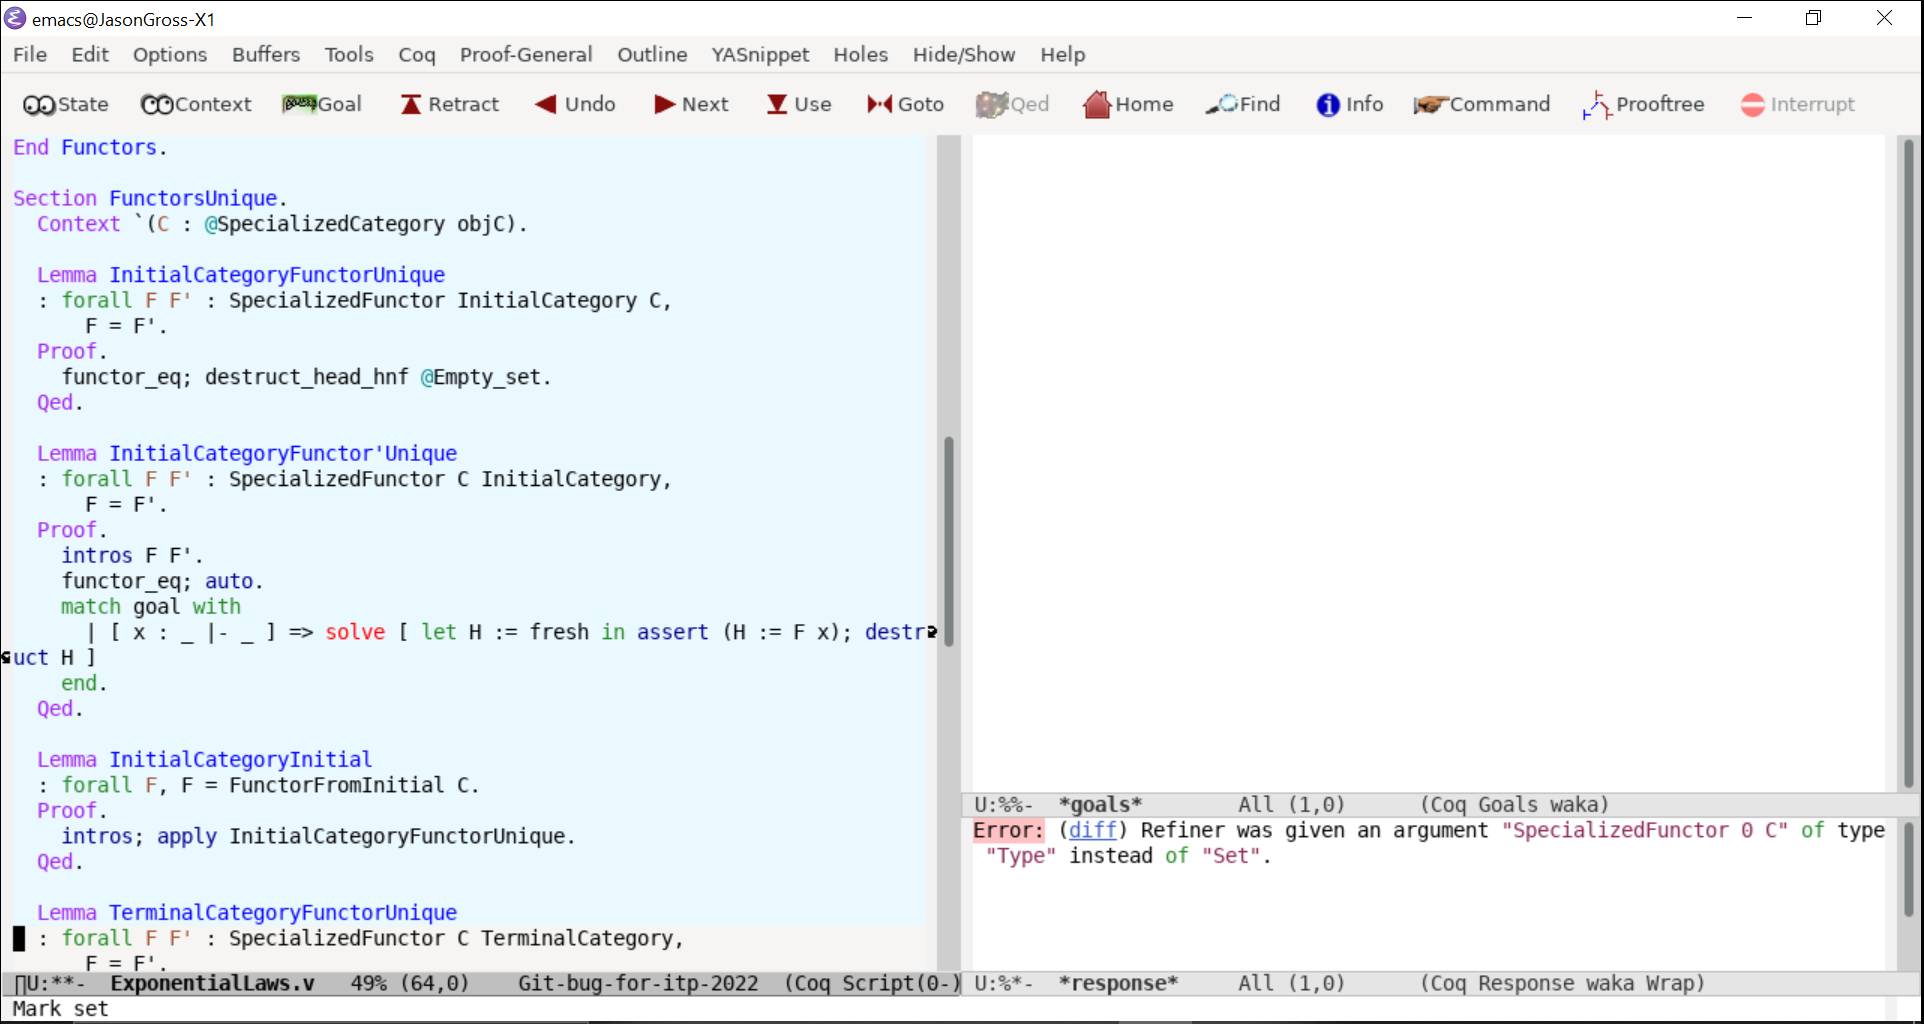 emacs@JasonGross-X1
File Edit Options Buffers Tools Coq Proof-General Outline YASnippet Holes Hide/Show Help
State Context Goal Retract Undo Next Use Goto Qed Home Find Info Command Prooftree Interrupt
End Functors.
Section FunctorsUnique.
Context `(C : @SpecializedCategory objC).
Lemma InitialCategoryFunctorUnique
: forall F F' : SpecializedFunctor InitialCategory C,
F = F'.
Proof.
functor_eq; destruct_head_hnf @Empty_set.
Qed.
Lemma InitialCategoryFunctor'Unique
: forall F F' : SpecializedFunctor C InitialCategory,
F = F'.
Proof.
intros F F'.
functor_eq; auto.
match goal with
| [ x : _ |- _ ] => solve [ let H := fresh in assert (H := F x); destr
uct H ]
end.
Qed.
Lemma InitialCategoryInitial
: forall F, F = FunctorFromInitial C.
Proof.
intros; apply InitialCategoryFunctorUnique.
Qed.
Lemma TerminalCategoryFunctorUnique
: forall F F' : SpecializedFunctor C TerminalCategory,
F = F'.
U:**- ExponentialLaws.v 49% (64,0) Git-bug-for-itp-2022 (Coq Script(0-)
Mark set
U:%%- *goals* All (1,0) (Coq Goals waka)
Error: (diff) Refiner was given an argument "SpecializedFunctor 0 C" of type
"Type" instead of "Set".
U:%*- *response* All (1,0) (Coq Response waka Wrap)